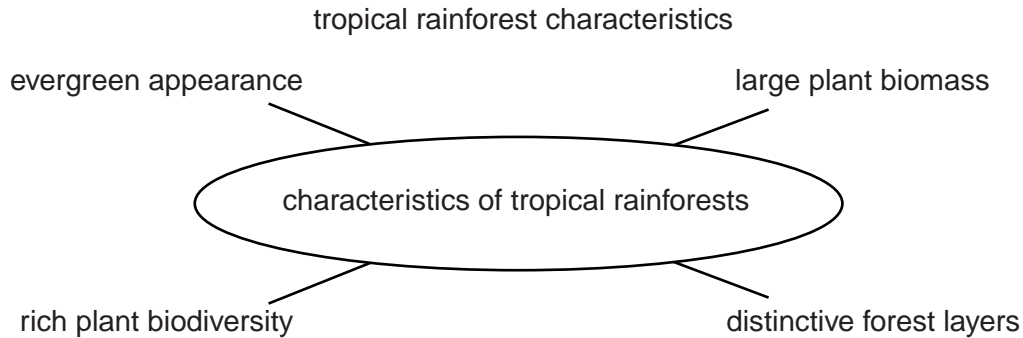 tropical rainforest characteristics
evergreen appearance
large plant biomass
characteristics of tropical rainforests
rich plant biodiversity
distinctive forest layers